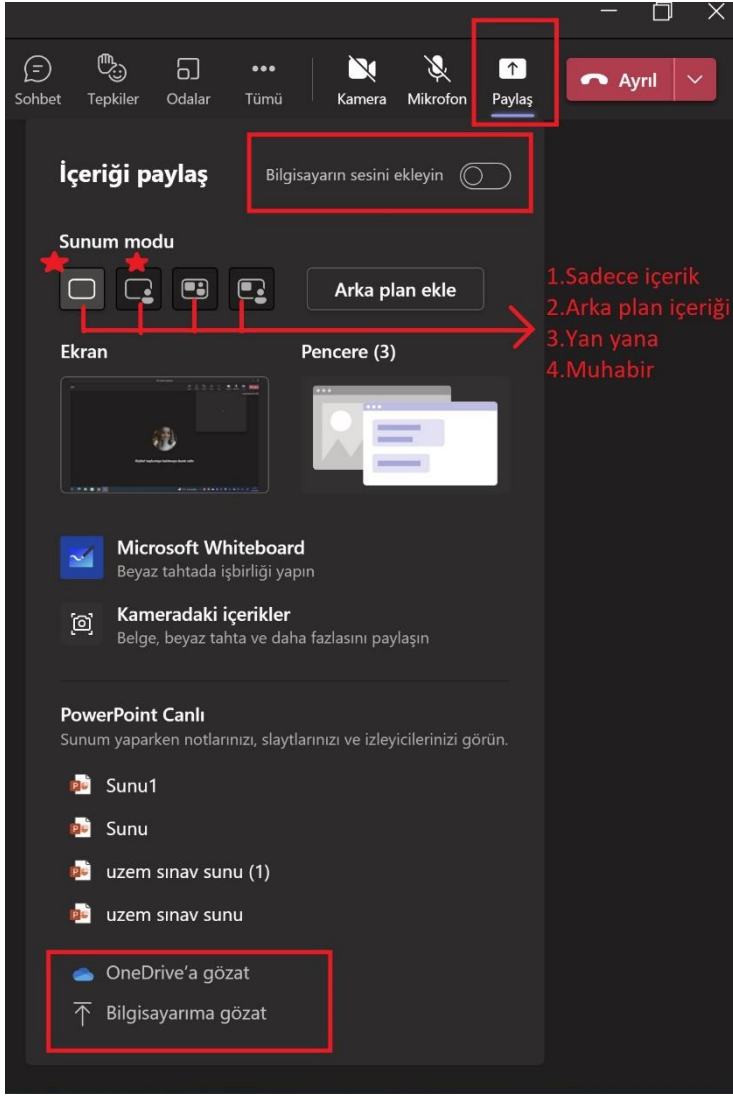 Sohbet Tepkiler Odalar Tümü Kamera Mikrofon Paylaş Ayrıl
İçeriği paylaş
Bilgisayarın sesini ekleyin
Sunum modu
Arka plan ekle
1.Sadece içerik
2.Arka plan içeriği
3.Yan yana
4.Muhabir
Ekran
Pencere (3)
Microsoft Whiteboard
Beyaz tahtada işbirliği yapın
Kameradaki içerikler
Belge, beyaz tahta ve daha fazlasını paylaşın
PowerPoint Canlı
Sunum yaparken notlarınızı, slaytlarınızı ve izleyicilerinizi görün.
Sunu1
Sunu
uzem sınav sunu (1)
uzem sınav sunu
OneDrive’a gözat
Bilgisayarıma gözat